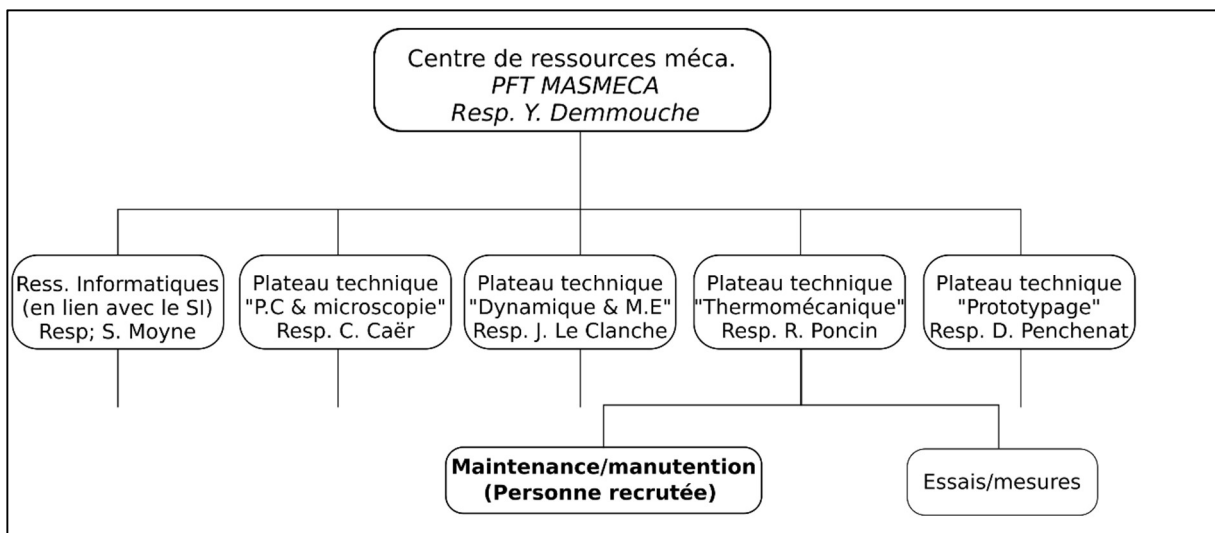 Centre de ressources méca.
PFT MASMECA
Resp. Y. Demmouche
Ress. Informatiques
(en lien avec le SI)
Resp; S. Moyne
Plateau technique
"P.C & microscopie"
Resp. C. Caër
Plateau technique
"Dynamique & M.E"
Resp. J. Le Clanche
Plateau technique
"Thermomécanique"
Resp. R. Poncin
Plateau technique
"Prototypage"
Resp. D. Penchenat
Maintenance/manutention
(Personne recrutée)
Essais/mesures